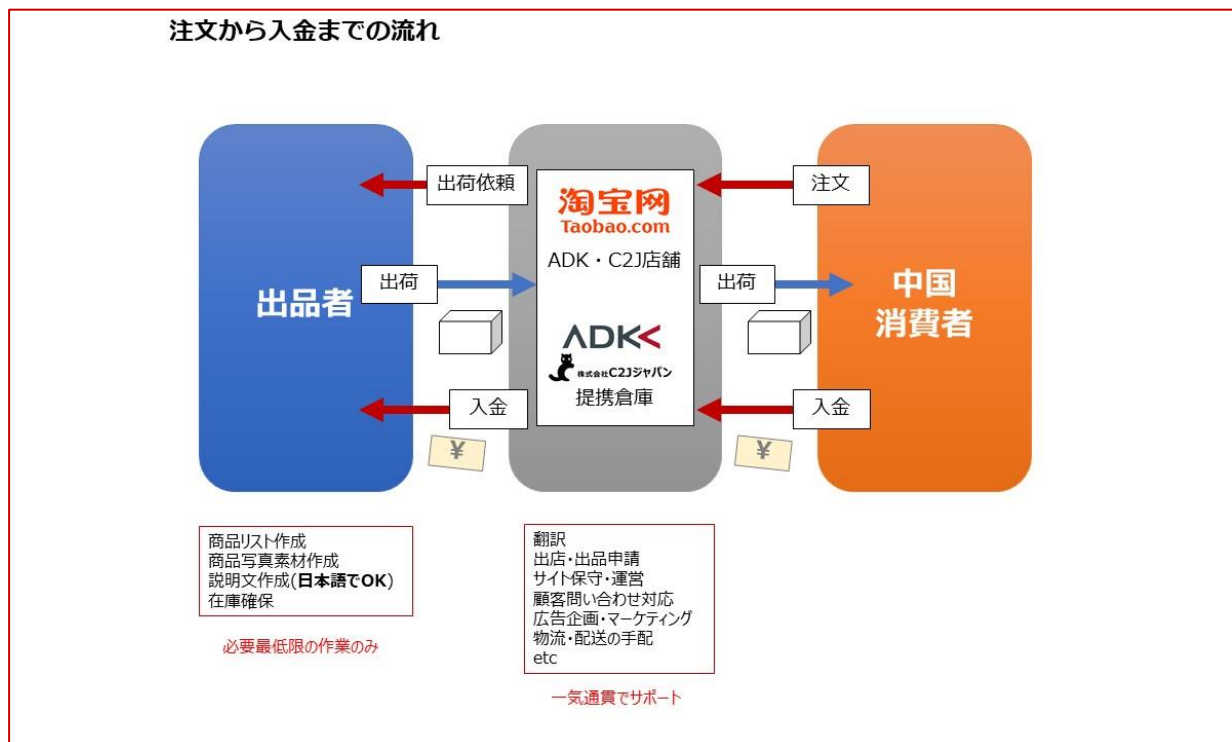 注文から入金までの流れ
出荷依頼
注文
淘宝网
Taobao.com
ADK・C2J店舗
出荷
出荷
出品者
中国
消費者
ADK
株式会社C2Jジャパン
提携倉庫
入金
入金
¥
¥
商品リスト作成
商品写真素材作成
説明文作成(日本語でOK)
在庫確保
必要最低限の作業のみ
翻訳
出店・出品申請
サイト保守・運営
顧客問い合わせ対応
広告企画・マーケティング
物流・配送の手配
etc
一気通貫でサポート